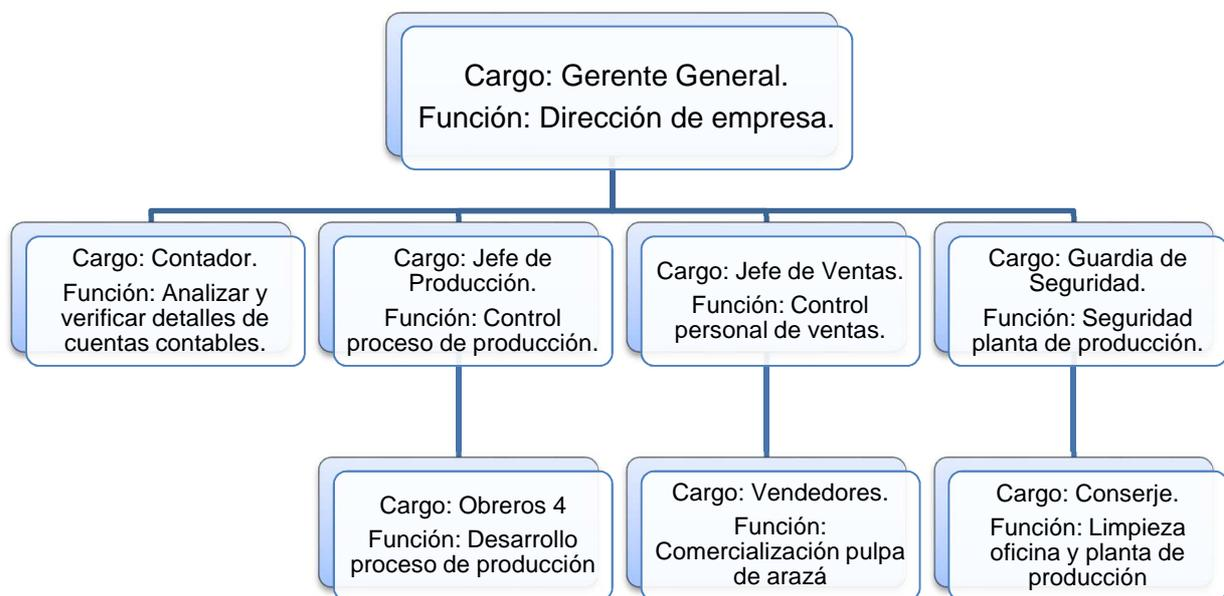 Cargo: Gerente General.
Función: Dirección de empresa.
Cargo: Contador.
Función: Analizar y
verificar detalles de
cuentas contables.
Cargo: Jefe de
Producción.
Función: Control
proceso de producción.
Cargo: Jefe de Ventas.
Función: Control
personal de ventas.
Cargo: Guardia de
Seguridad.
Función: Seguridad
planta de producción.
Cargo: Obreros 4
Función: Desarrollo
proceso de producción
Cargo: Vendedores.
Función:
Comercialización pulpa
de arazá
Cargo: Conserje.
Función: Limpieza
oficina y planta de
producción